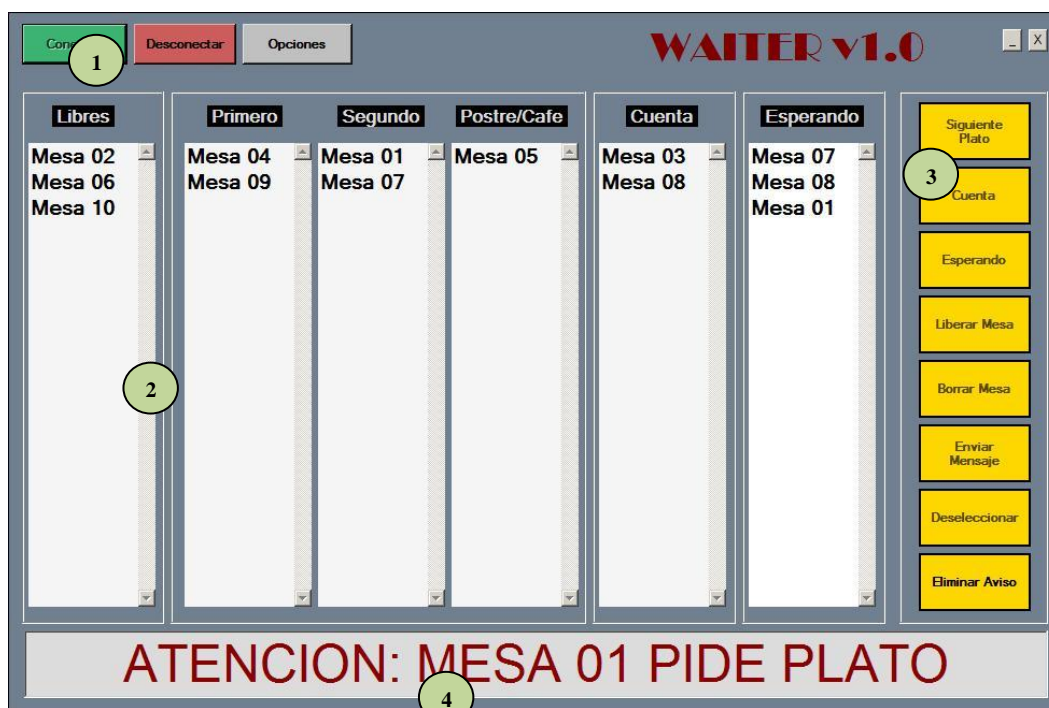 Desconectar
Opciones
WAITER v1.0
_ X
1
Libres
Primero
Segundo
Postre/Cafe
Cuenta
Esperando
Mesa 02
Mesa 06
Mesa 10
Mesa 04
Mesa 09
Mesa 01
Mesa 07
Mesa 05
Mesa 03
Mesa 08
Mesa 07
Mesa 08
Mesa 01
2
Siguiente
Plato
3
Cuenta
Esperando
Liberar Mesa
Borrar Mesa
Enviar
Mensaje
Deseleccionar
Eliminar Aviso
ATENCION: MESA 01 PIDE PLATO
4